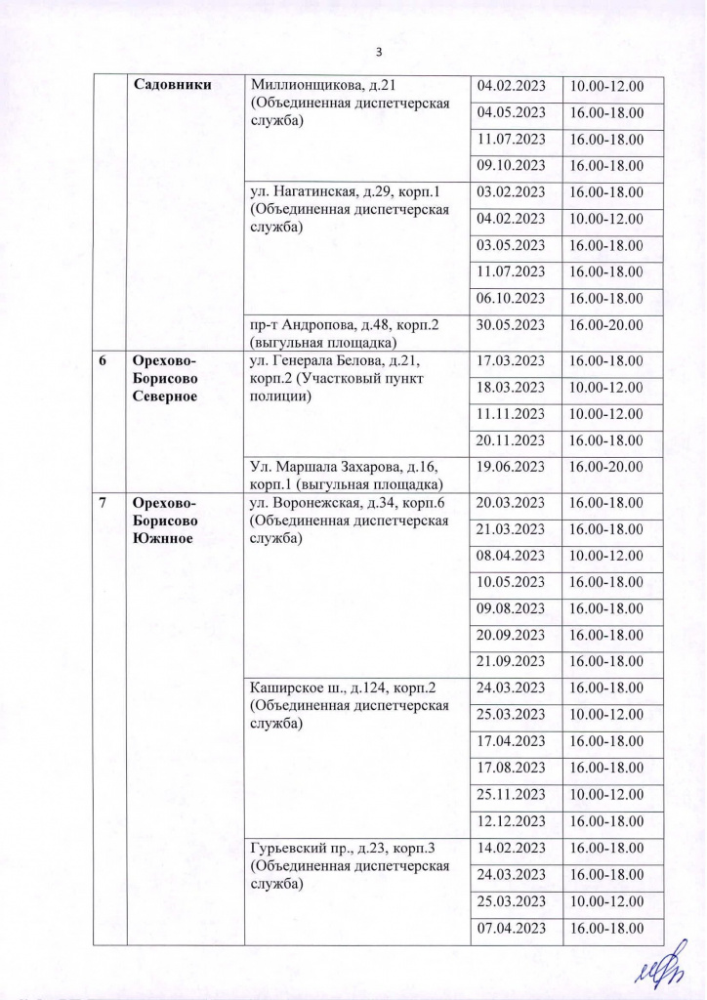 3
Садовники Миллионщикова, д.21 04.02.2023 10.00-12.00
(Объединенная диспетчерская 04.05.2023 16.00-18.00
служба) 11.07.2023 16.00-18.00
09.10.2023 16.00-18.00
ул. Нагатинская, д.29, корп.1 03.02.2023 16.00-18.00
(Объединенная диспетчерская 04.02.2023 10.00-12.00
служба) 03.05.2023 16.00-18.00
11.07.2023 16.00-18.00
06.10.2023 16.00-18.00
пр-т Андропова, д.48, корп.2 30.05.2023 16.00-20.00
(выгульная площадка)
6 Орехово- ул. Генерала Белова, д.21, 17.03.2023 16.00-18.00
Борисово корп.2 (Участковый пункт 18.03.2023 10.00-12.00
Северное полиции) 11.11.2023 10.00-12.00
20.11.2023 16.00-18.00
Ул. Маршала Захарова, д.16, 19.06.2023 16.00-20.00
корп.1 (выгульная площадка)
7 Орехово- ул. Воронежская, д.34, корп.6 20.03.2023 16.00-18.00
Борисово (Объединенная диспетчерская 21.03.2023 16.00-18.00
Южнное служба) 08.04.2023 10.00-12.00
10.05.2023 16.00-18.00
09.08.2023 16.00-18.00
20.09.2023 16.00-18.00
21.09.2023 16.00-18.00
Каширское ш., д.124, корп.2 24.03.2023 16.00-18.00
(Объединенная диспетчерская 25.03.2023 10.00-12.00
служба) 17.04.2023 16.00-18.00
17.08.2023 16.00-18.00
25.11.2023 10.00-12.00
12.12.2023 16.00-18.00
Гурьевский пр., д.23, корп.3 14.02.2023 16.00-18.00
(Объединенная диспетчерская 24.03.2023 16.00-18.00
служба) 25.03.2023 10.00-12.00
07.04.2023 16.00-18.00